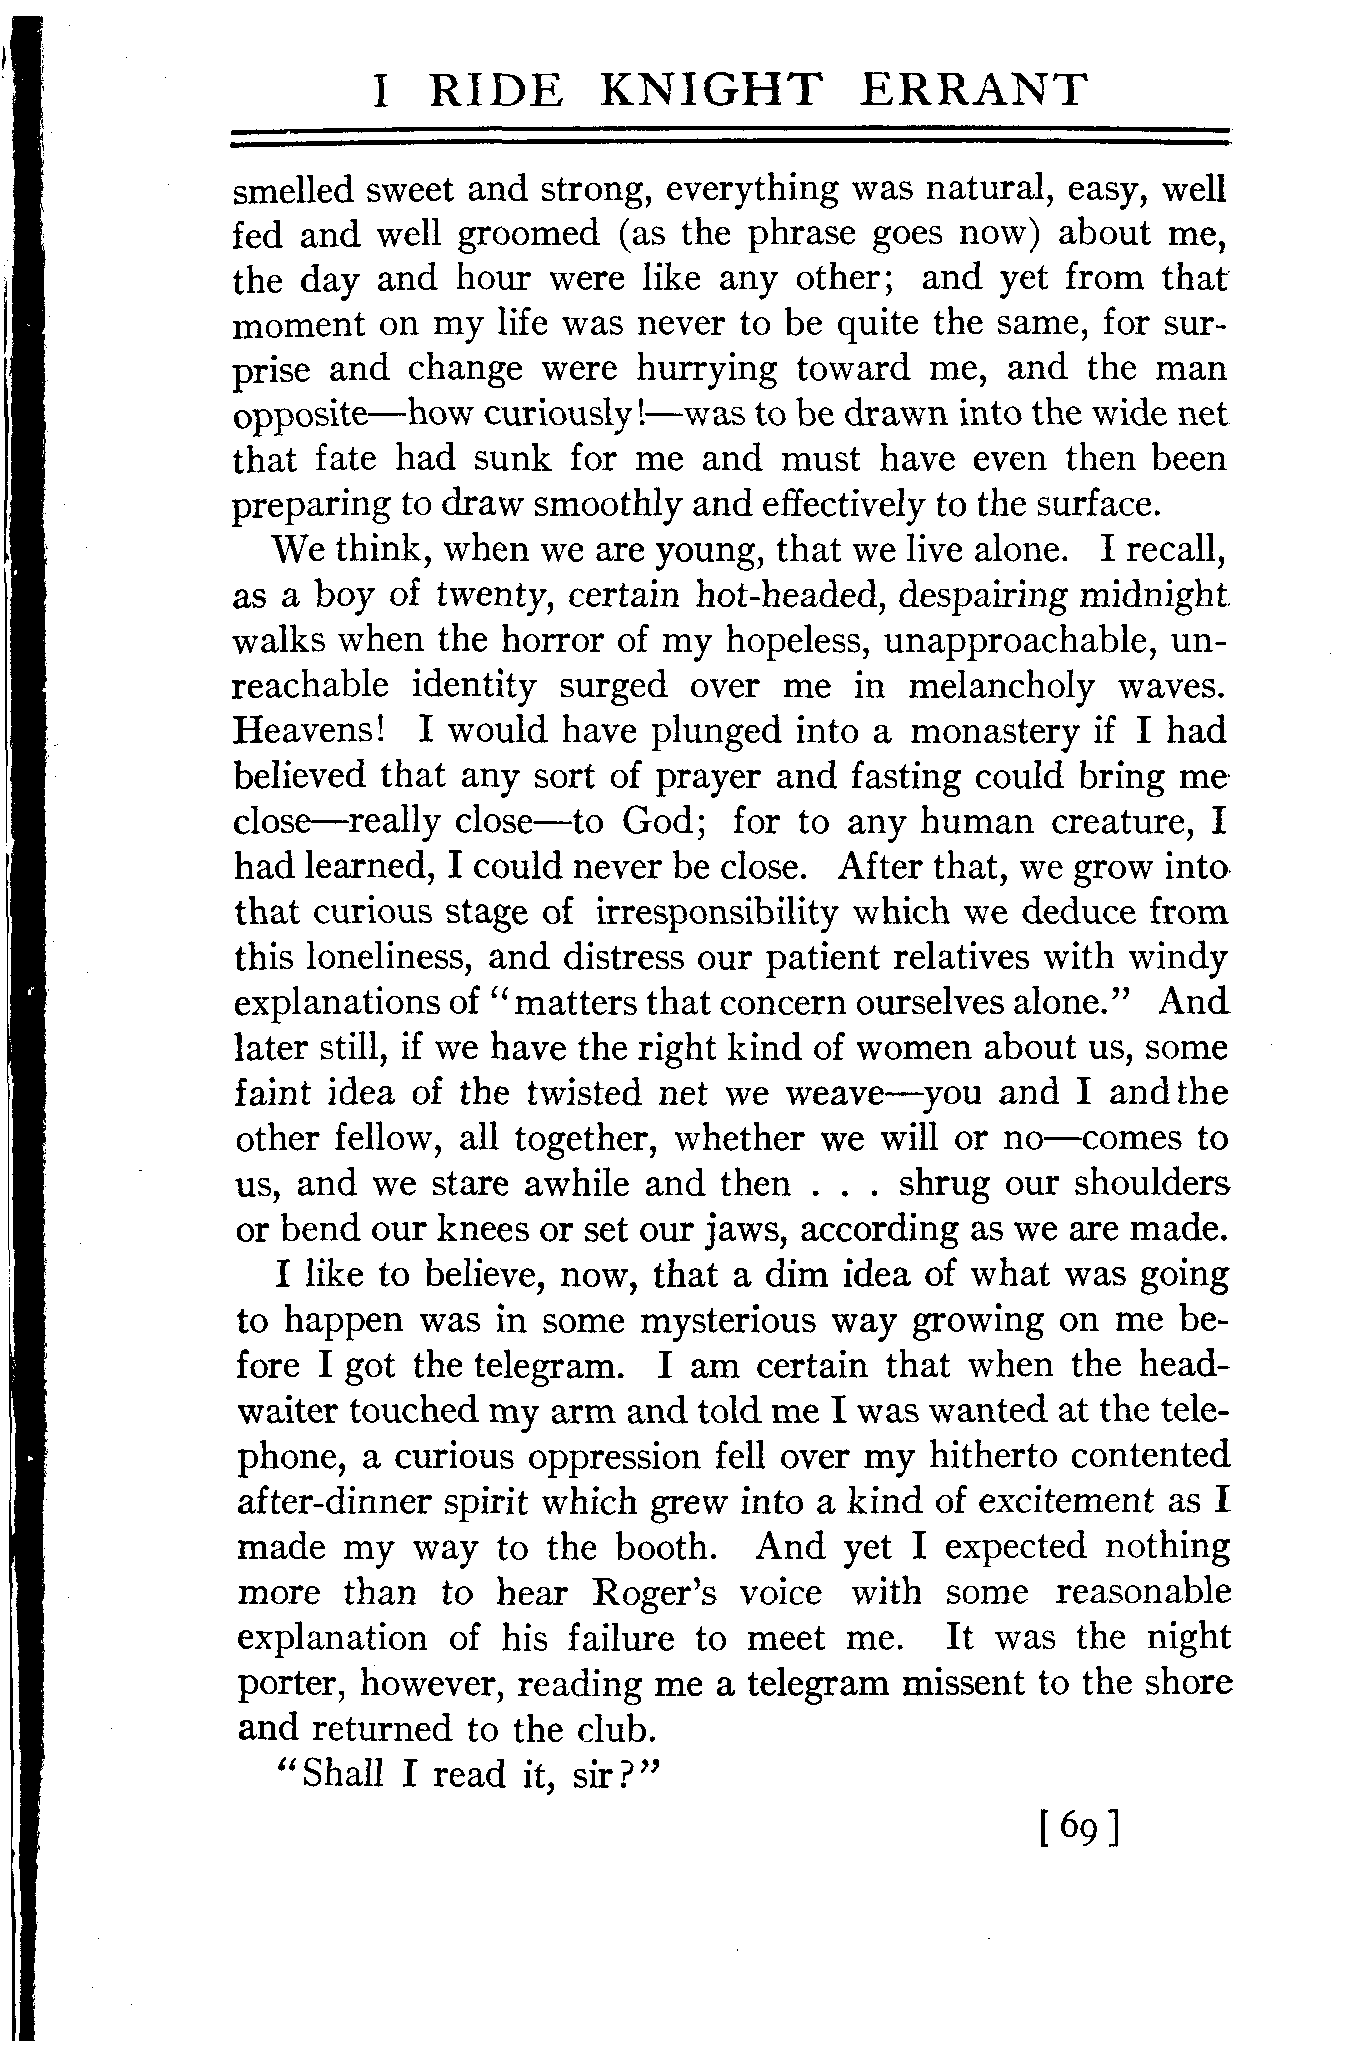 I RIDE KNIGHT ERRANT
smelled sweet and strong, everything was natural, easy, well
fed and well groomed (as the phrase goes now) about me,
the day and hour were like any other; and yet from that
moment on my life was never to be quite the same, for sur-
prise and change were hurrying toward me, and the man
opposite—how curiously!—was to be drawn into the wide net
that fate had sunk for me and must have even then been
preparing to draw smoothly and effectively to the surface.
We think, when we are young, that we live alone. I recall,
as a boy of twenty, certain hot-headed, despairing midnight
walks when the horror of my hopeless, unapproachable, un-
reachable identity surged over me in melancholy waves.
Heavens! I would have plunged into a monastery if I had
believed that any sort of prayer and fasting could bring me
close—really close—to God; for to any human creature, I
had learned, I could never be close. After that, we grow into
that curious stage of irresponsibility which we deduce from
this loneliness, and distress our patient relatives with windy
explanations of "matters that concern ourselves alone." And
later still, if we have the right kind of women about us, some
faint idea of the twisted net we weave—you and I and the
other fellow, all together, whether we will or no—comes to
us, and we stare awhile and then . . . shrug our shoulders
or bend our knees or set our jaws, according as we are made.
I like to believe, now, that a dim idea of what was going
to happen was in some mysterious way growing on me be-
fore I got the telegram. I am certain that when the head-
waiter touched my arm and told me I was wanted at the tele-
phone, a curious oppression fell over my hitherto contented
after-dinner spirit which grew into a kind of excitement as I
made my way to the booth. And yet I expected nothing
more than to hear Roger's voice with some reasonable
explanation of his failure to meet me. It was the night
porter, however, reading me a telegram missent to the shore
and returned to the club.
"Shall I read it, sir?"
[ 69 ]